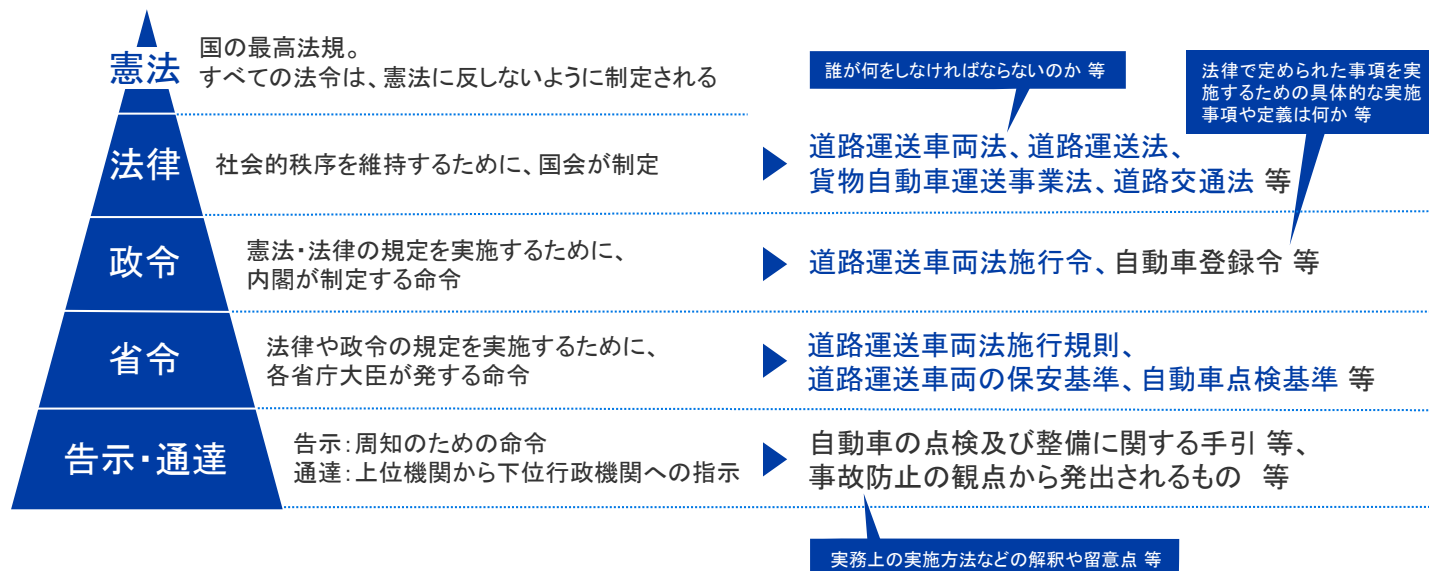 憲法
国の最高法規。
すべての法令は、憲法に反しないように制定される
誰が何をしなければならないのか 等
法律で定められた事項を実
施するための具体的な実施
事項や定義は何か 等
法律
社会的秩序を維持するために、国会が制定
道路運送車両法、道路運送法、
貨物自動車運送事業法、道路交通法 等
政令
憲法・法律の規定を実施するために、
内閣が制定する命令
道路運送車両法施行令、自動車登録令 等
省令
法律や政令の規定を実施するために、
各省庁大臣が発する命令
道路運送車両法施行規則、
道路運送車両の保安基準、自動車点検基準 等
告示・通達
告示：周知のための命令
通達：上位機関から下位行政機関への指示
自動車の点検及び整備に関する手引 等、
事故防止の観点から発出されるもの 等
実務上の実施方法などの解釈や留意点 等